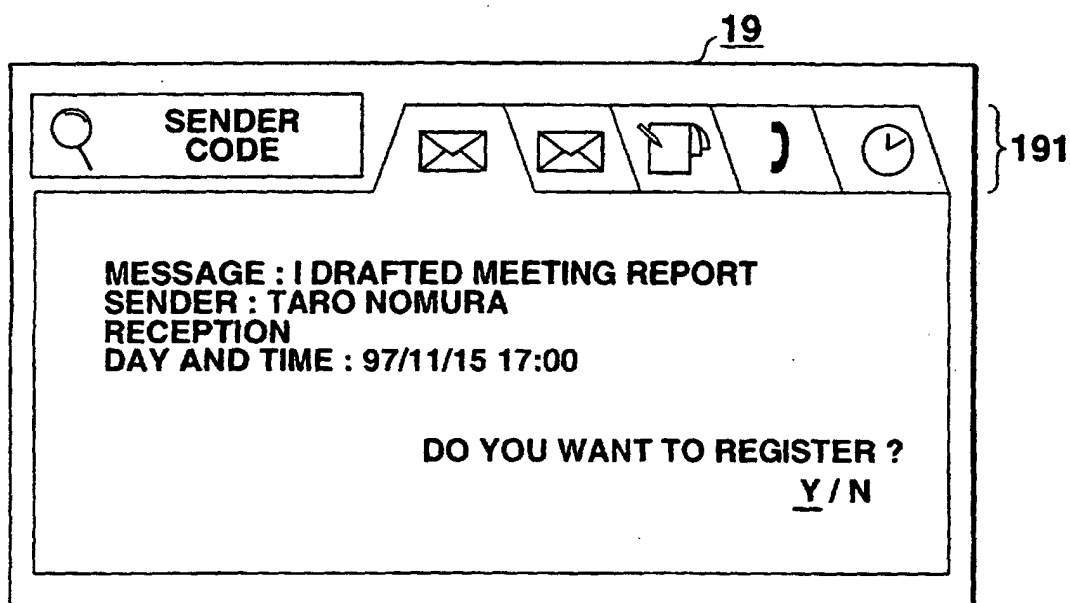 19
SENDER
CODE
191
MESSAGE : I DRAFTED MEETING REPORT
SENDER : TARO NOMURA
RECEPTION
DAY AND TIME : 97/11/15 17:00
DO YOU WANT TO REGISTER ?
Y / N